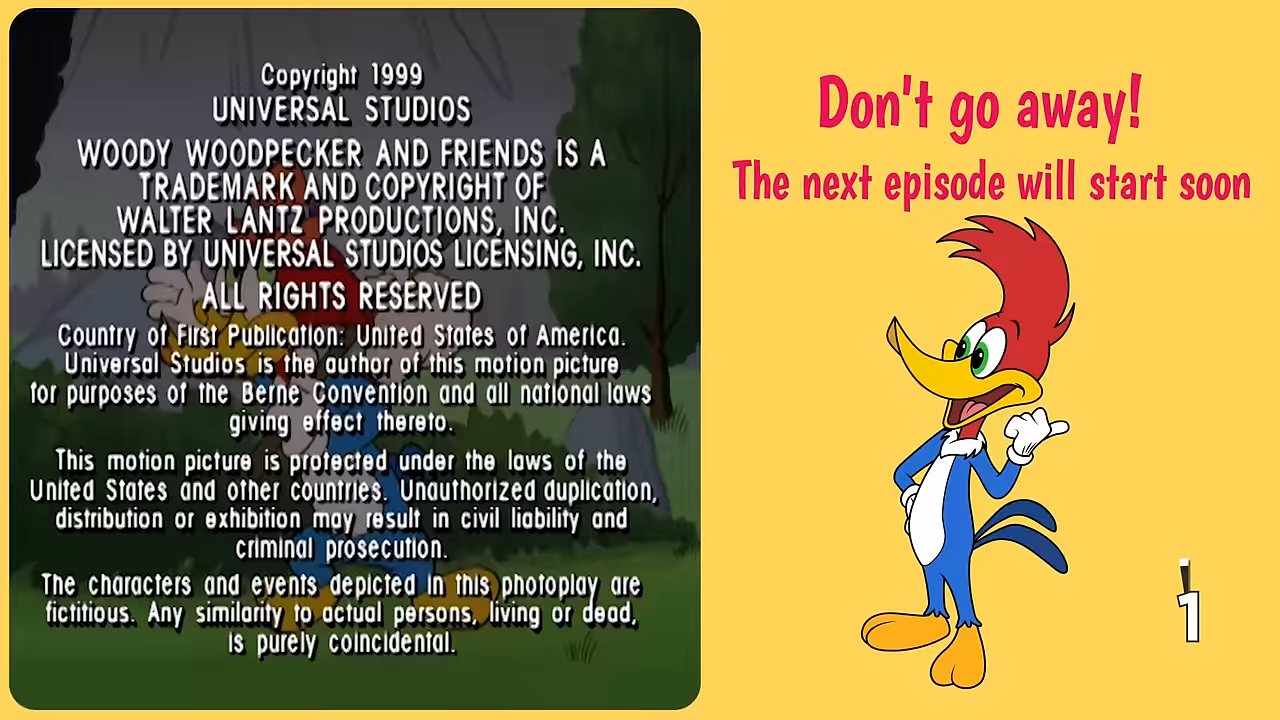 Copyright 1999
UNIVERSAL STUDIOS
WOODY WOODPECKER AND FRIENDS IS A
TRADEMARK AND COPYRIGHT OF
WALTER LANTZ PRODUCTIONS, INC.
LICENSED BY UNIVERSAL STUDIOS LICENSING, INC.
ALL RIGHTS RESERVED
Country of First Publication: United States of America.
Universal Studios is the author of this motion picture
for purposes of the Berne Convention and all national laws
giving effect thereto.
This motion picture is protected under the laws of the
United States and other countries. Unauthorized duplication,
distribution or exhibition may result in civil liability and
criminal prosecution.
The characters and events depicted in this photoplay are
fictitious. Any similarity to actual persons, living or dead,
is purely coincidental.
Don't go away!
The next episode will start soon
1